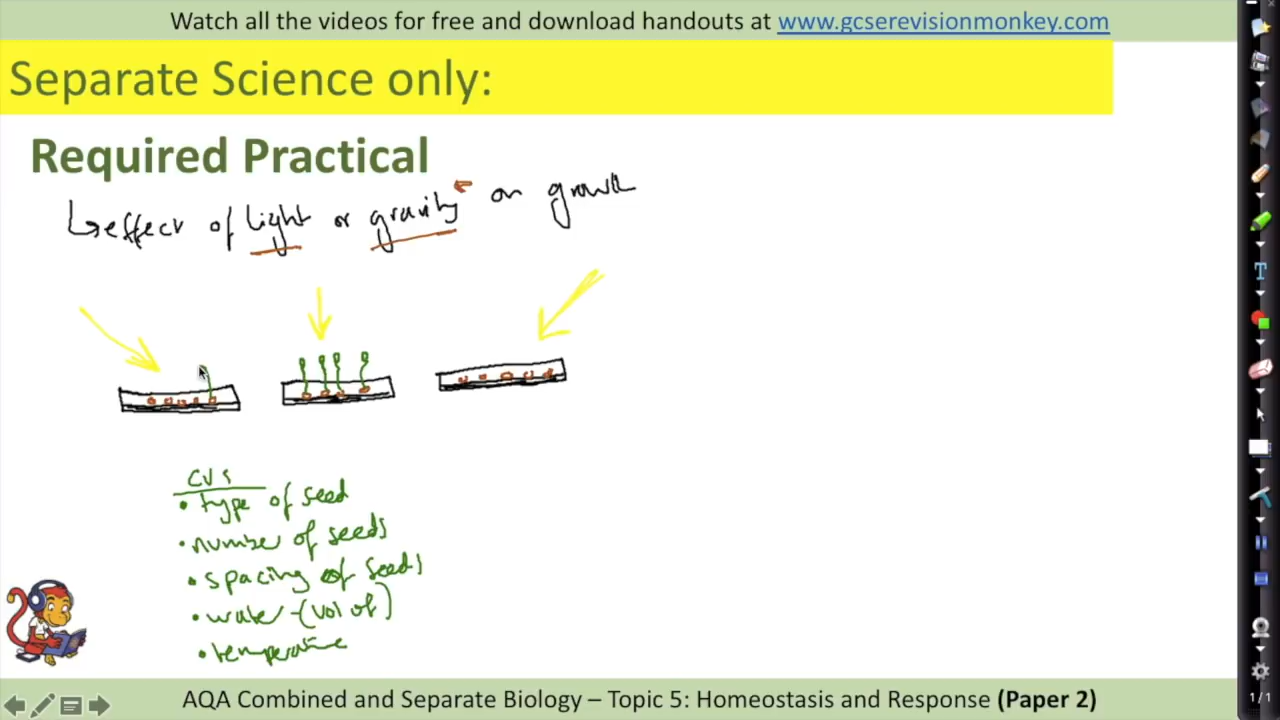 Watch all the videos for free and download handouts at www.gcserevisionmonkey.com
Separate Science only:
Required Practical
effect of light or gravity on growth
CVS
• type of seed
• number of seeds
• spacing of seeds
• water - (vol of)
• temperature
AQA Combined and Separate Biology – Topic 5: Homeostasis and Response (Paper 2)
T
1/1